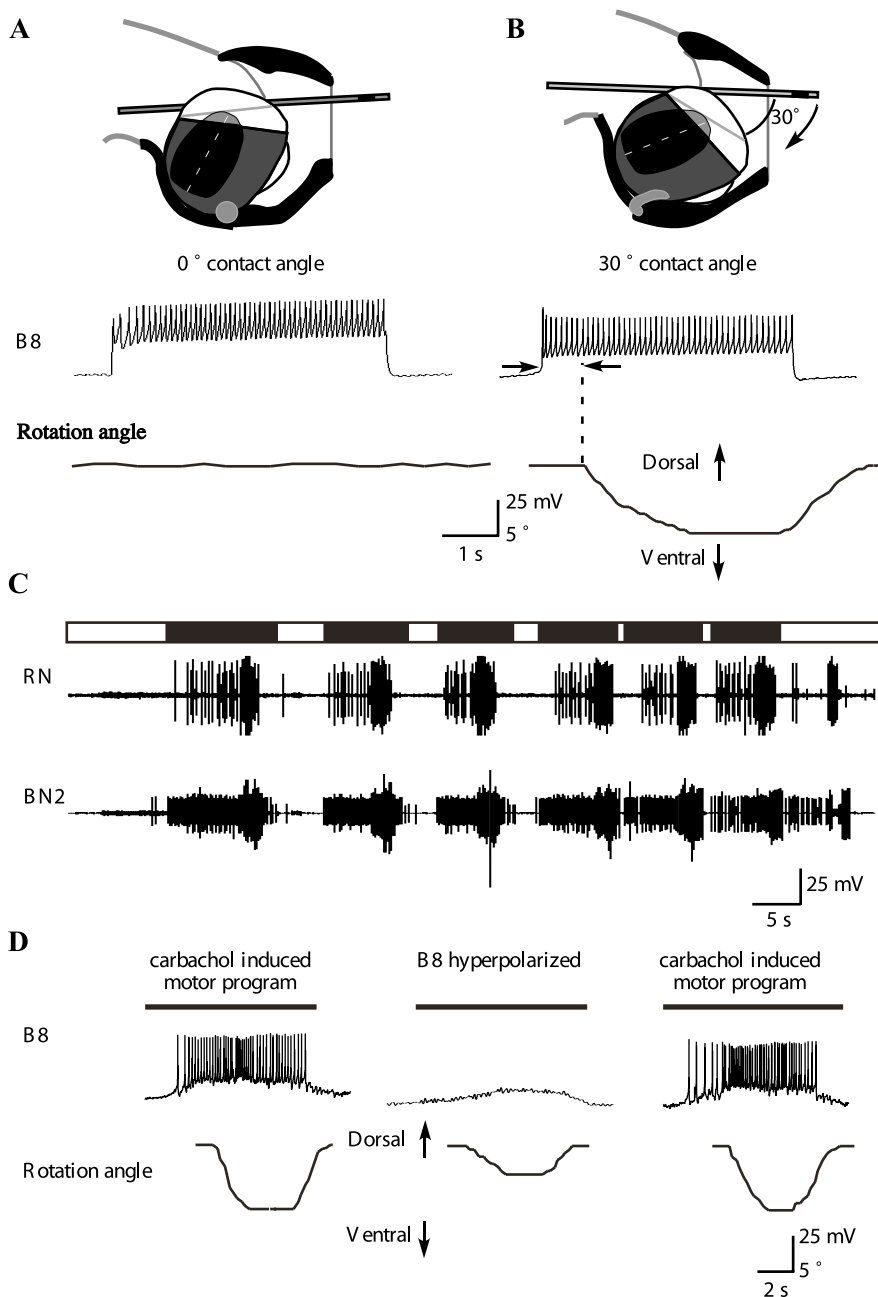 A
B
30°
0 ° contact angle
30 ° contact angle
B8
Rotation angle
Dorsal
25 mV
5 °
1 s
Ventral
C
RN
BN2
25 mV
5 s
D
carbachol induced
motor program
B8 hyperpolarized
carbachol induced
motor program
B8
Dorsal
Rotation angle
Ventral
25 mV
5 °
2 s